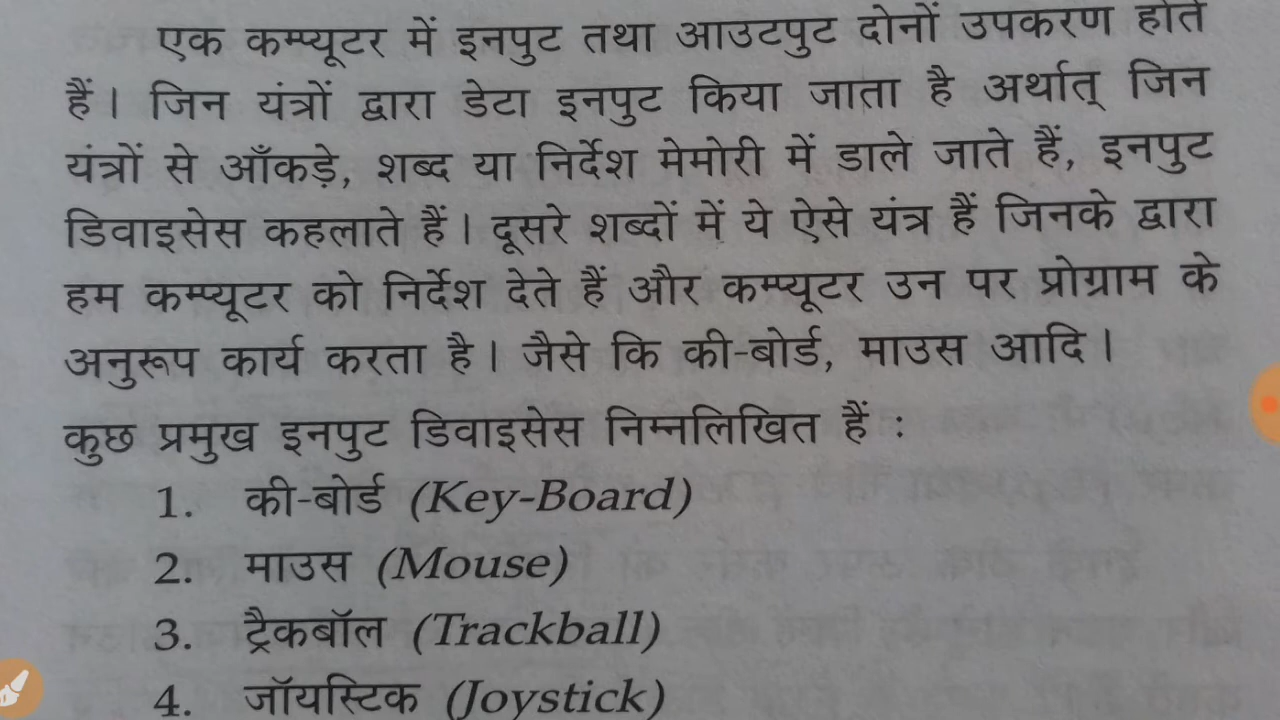 एक कम्प्यूटर में इनपुट तथा आउटपुट दोनों उपकरण होते
हैं। जिन यंत्रों द्वारा डेटा इनपुट किया जाता है अर्थात् जिन
यंत्रों से आँकड़े, शब्द या निर्देश मेमोरी में डाले जाते हैं, इनपुट
डिवाइसेस कहलाते हैं। दूसरे शब्दों में ये ऐसे यंत्र हैं जिनके द्वारा
हम कम्प्यूटर को निर्देश देते हैं और कम्प्यूटर उन पर प्रोग्राम के
अनुरूप कार्य करता है। जैसे कि की-बोर्ड, माउस आदि।
कुछ प्रमुख इनपुट डिवाइसेस निम्नलिखित हैं :
1. की-बोर्ड (Key-Board)
2. माउस (Mouse)
3. ट्रैकबॉल (Trackball)
4. जॉयस्टिक (Joystick)